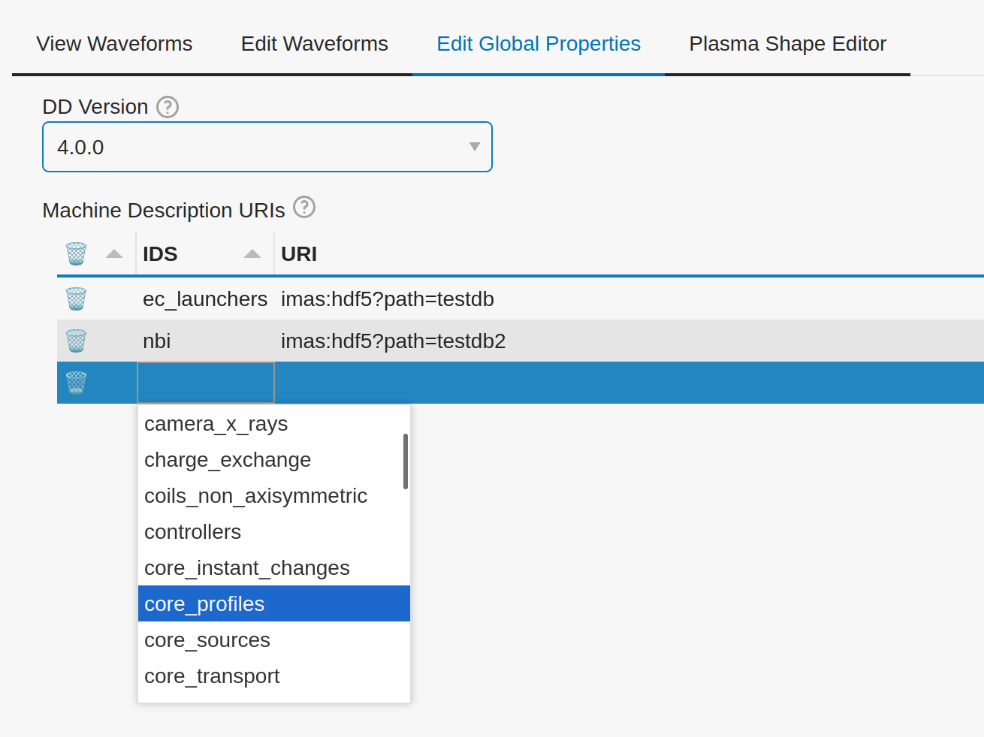 View Waveforms Edit Waveforms Edit Global Properties Plasma Shape Editor
DD Version ?
4.0.0
Machine Description URIs ?
IDS URI
ec_launchers imas:hdf5?path=testdb
nbi imas:hdf5?path=testdb2
camera_x_rays
charge_exchange
coils_non_axisymmetric
controllers
core_instant_changes
core_profiles
core_sources
core_transport